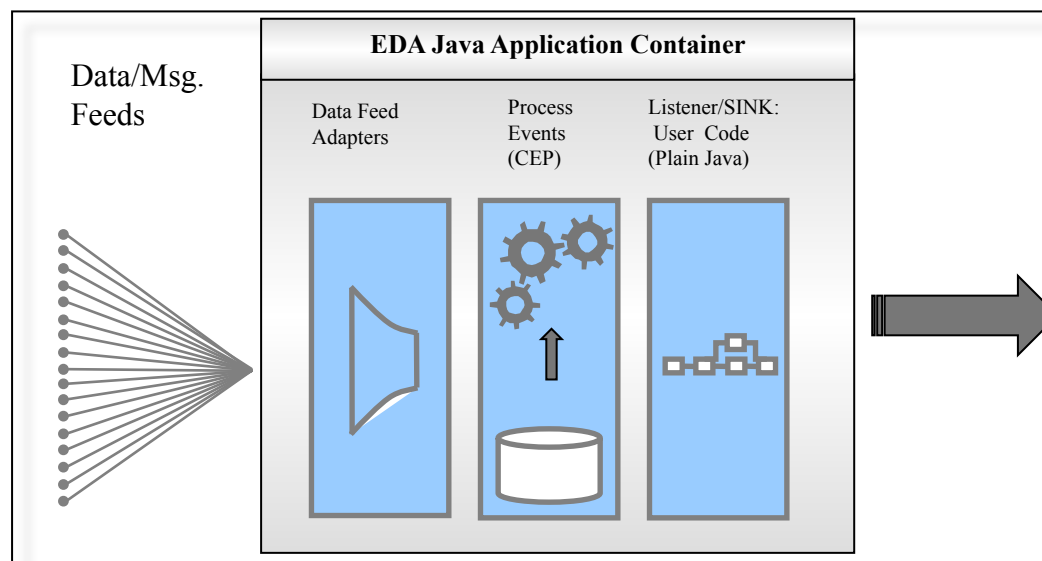 EDA Java Application Container
Data/Msg.
Feeds
Data Feed
Adapters
Process
Events
(CEP)
Listener/SINK:
User Code
(Plain Java)